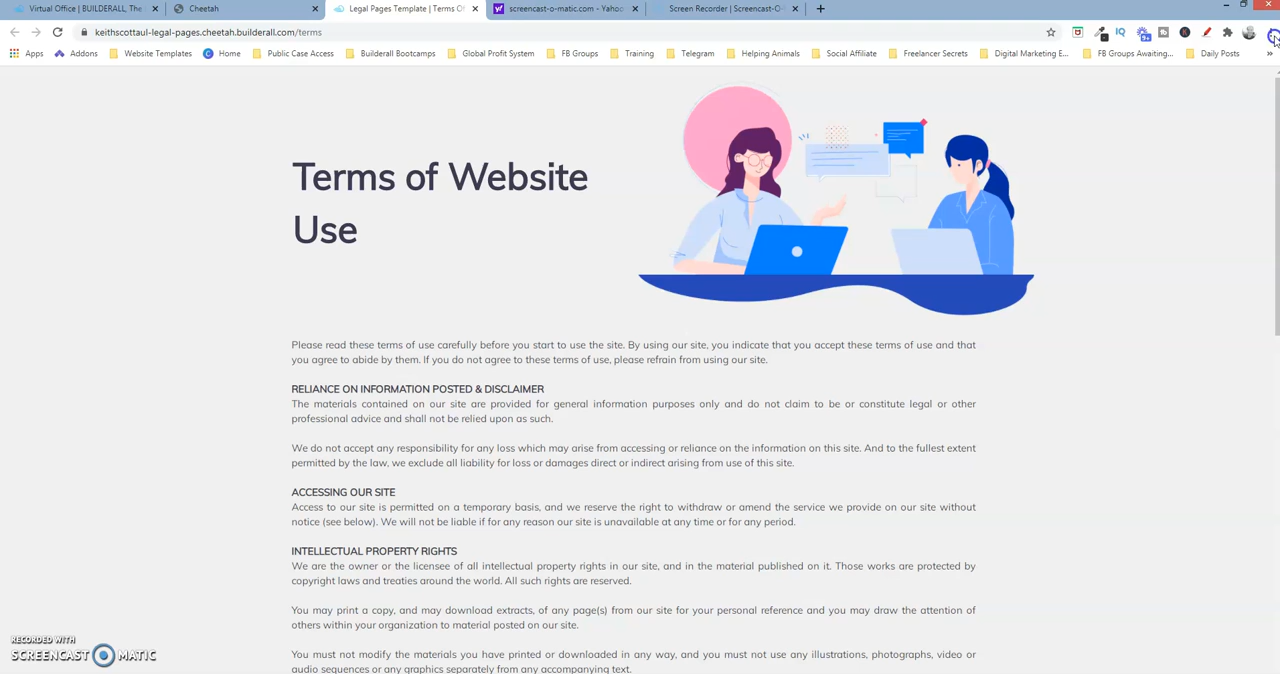 Virtual Office | BUILDERALL, The
Cheetah
Legal Pages Template | Terms Of
screencast-o-matic.com - Yahoo
Screen Recorder | Screencast-O-
keithscottaul-legal-pages.cheetah.builderall.com/terms
Apps Addons Website Templates Home Public Case Access Builderall Bootcamps Global Profit System FB Groups Training Telegram Helping Animals Social Affiliate Freelancer Secrets Digital Marketing E... FB Groups Awaiting... Daily Posts »
Terms of Website
Use
Please read these terms of use carefully before you start to use the site. By using our site, you indicate that you accept these terms of use and that
you agree to abide by them. If you do not agree to these terms of use, please refrain from using our site.
RELIANCE ON INFORMATION POSTED & DISCLAIMER
The materials contained on our site are provided for general information purposes only and do not claim to be or constitute legal or other
professional advice and shall not be relied upon as such.
We do not accept any responsibility for any loss which may arise from accessing or reliance on the information on this site. And to the fullest extent
permitted by the law, we exclude all liability for loss or damages direct or indirect arising from use of this site.
ACCESSING OUR SITE
Access to our site is permitted on a temporary basis, and we reserve the right to withdraw or amend the service we provide on our site without
notice (see below). We will not be liable if for any reason our site is unavailable at any time or for any period.
INTELLECTUAL PROPERTY RIGHTS
We are the owner or the licensee of all intellectual property rights in our site, and in the material published on it. Those works are protected by
copyright laws and treaties around the world. All such rights are reserved.
You may print a copy, and may download extracts, of any page(s) from our site for your personal reference and you may draw the attention of
others within your organization to material posted on our site.
You must not modify the materials you have printed or downloaded in any way, and you must not use any illustrations, photographs, video or
audio sequences or any graphics separately from any accompanying text.
RECORDED WITH
SCREENCAST MATIC